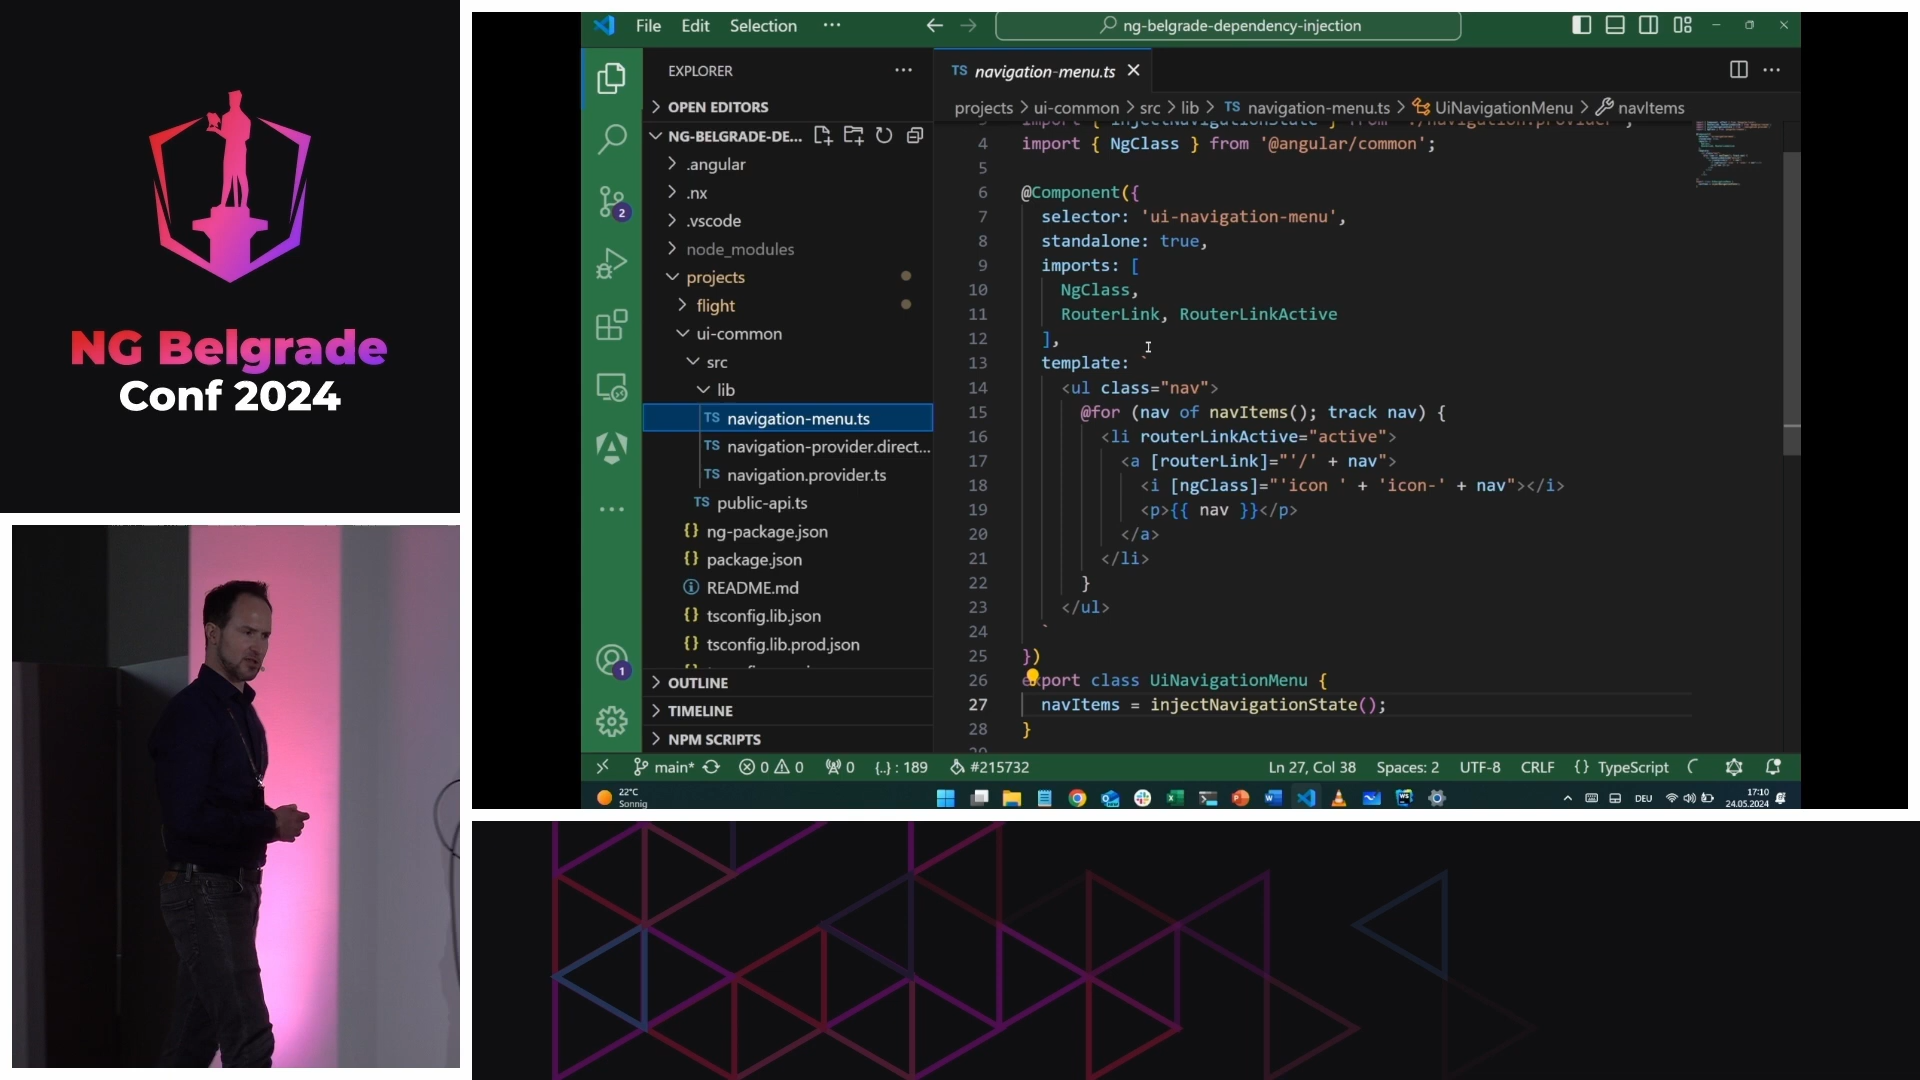 NG Belgrade
Conf 2024
File Edit Selection ···
ng-belgrade-dependency-injection
EXPLORER
OPEN EDITORS
NG-BELGRADE-DE...
.angular
.nx
.vscode
node_modules
projects
flight
ui-common
src
lib
TS navigation-menu.ts
TS navigation-provider.direct...
TS navigation.provider.ts
TS public-api.ts
{} ng-package.json
{} package.json
README.md
{} tsconfig.lib.json
{} tsconfig.lib.prod.json
OUTLINE
TIMELINE
NPM SCRIPTS
2
1
TS navigation-menu.ts
projects > ui-common > src > lib > TS navigation-menu.ts > UiNavigationMenu > navItems
3 import { injectNavigationState } from './navigation.provider';
4 import { NgClass } from '@angular/common';
5
6 @Component({
7 selector: 'ui-navigation-menu',
8 standalone: true,
9 imports: [
10 NgClass,
11 RouterLink, RouterLinkActive
12 ],
13 template: `
14 <ul class="nav">
15 @for (nav of navItems(); track nav) {
16 <li routerLinkActive="active">
17 <a [routerLink]="'/' + nav">
18 <i [ngClass]="'icon ' + 'icon-' + nav"></i>
19 <p>{{ nav }}</p>
20 </a>
21 </li>
22 }
23 </ul>
24 `
25 })
26 export class UiNavigationMenu {
27 navItems = injectNavigationState();
28 }
main* 0 0 0 {..} : 189 #215732 Ln 27, Col 38 Spaces: 2 UTF-8 CRLF {} TypeScript
22°C
Sonnig
DEU
17:10
24.05.2024